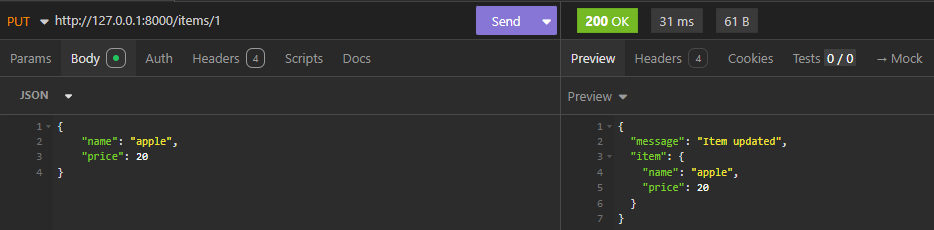 PUT http://127.0.0.1:8000/items/1 Send
Params Body Auth Headers 4 Scripts Docs
JSON
1 {
2 "name": "apple",
3 "price": 20
4 }
200 OK 31 ms 61 B
Preview Headers 4 Cookies Tests 0 / 0 → Mock
Preview
1 {
2 "message": "Item updated",
3 "item": {
4 "name": "apple",
5 "price": 20
6 }
7 }